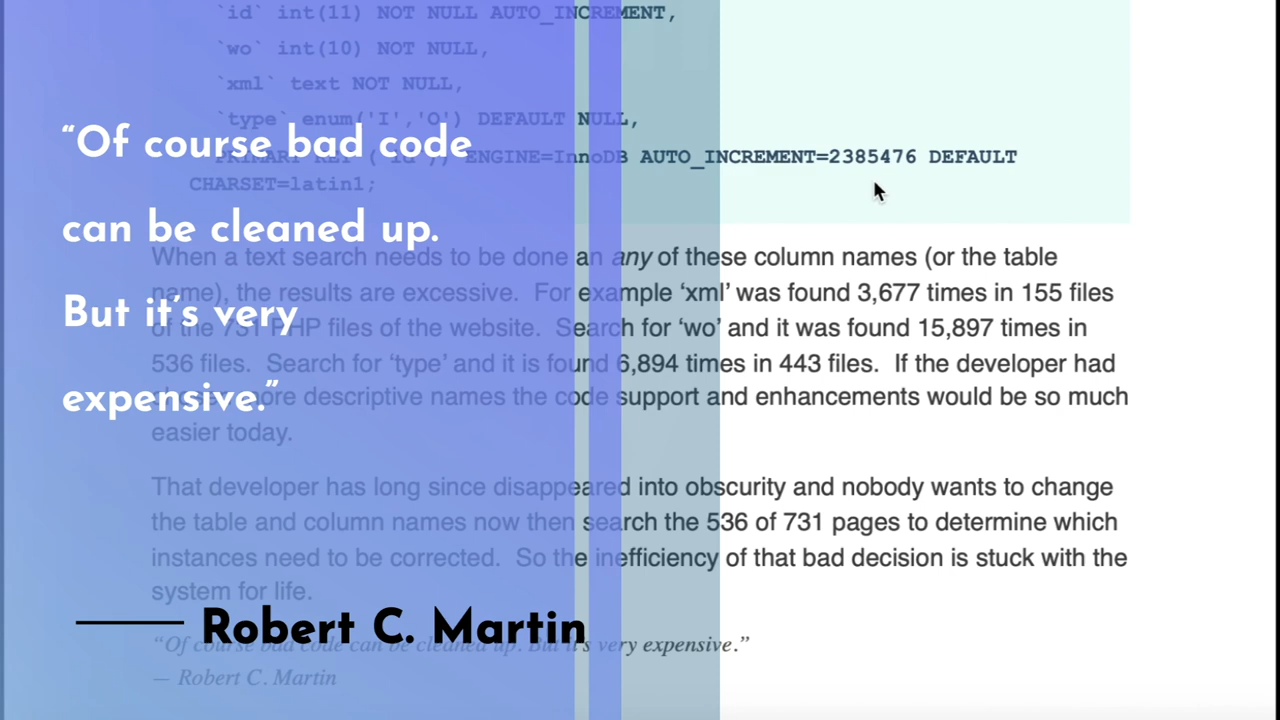 `id` int(11) NOT NULL AUTO_INCREMENT,
`wo` int(10) NOT NULL,
`xml` text NOT NULL,
`type` enum('I','O') DEFAULT NULL,
PRIMARY KEY (`id`)) ENGINE=InnoDB AUTO_INCREMENT=2385476 DEFAULT
CHARSET=latin1;
“Of course bad code
can be cleaned up.
But it’s very
expensive.”
Robert C. Martin
When a text search needs to be done an any of these column names (or the table
name), the results are excessive. For example ‘xml’ was found 3,677 times in 155 files
of the 731 PHP files of the website. Search for ‘wo’ and it was found 15,897 times in
536 files. Search for ‘type’ and it is found 6,894 times in 443 files. If the developer had
more descriptive names the code support and enhancements would be so much
easier today.
That developer has long since disappeared into obscurity and nobody wants to change
the table and column names now then search the 536 of 731 pages to determine which
instances need to be corrected. So the inefficiency of that bad decision is stuck with the
system for life.
“Of course bad code can be cleaned up. But it’s very expensive.”
— Robert C. Martin